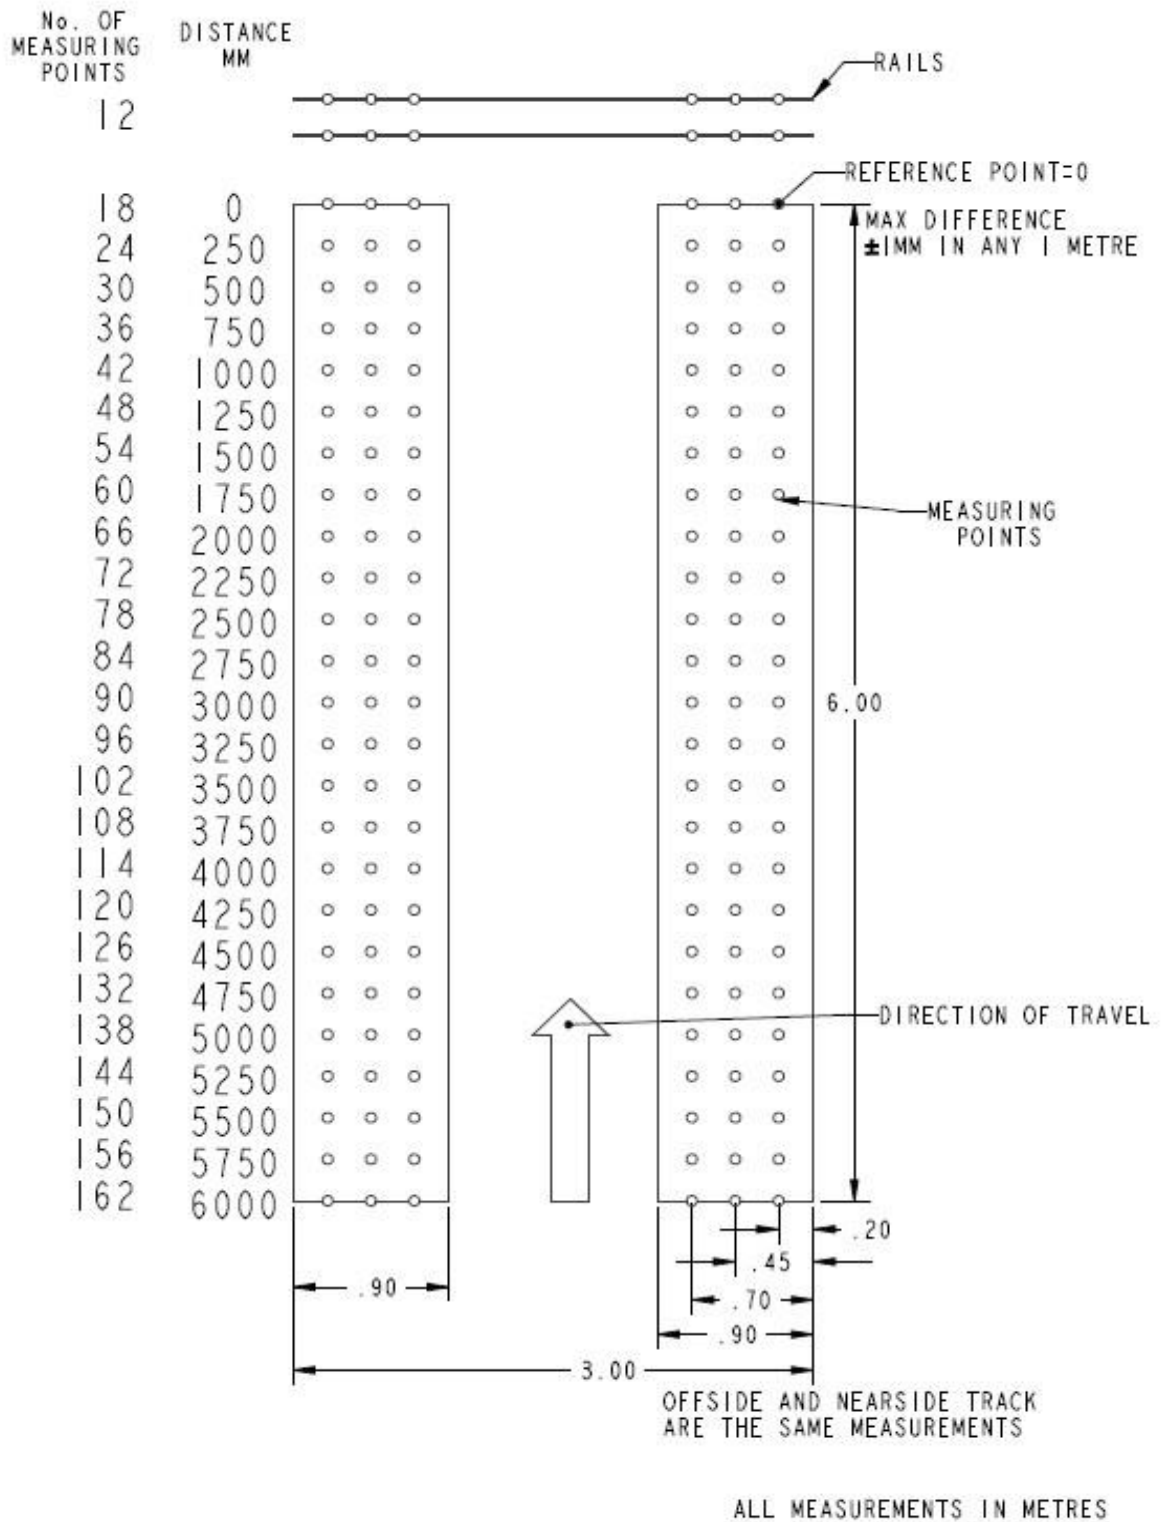 No. OF
MEASURING
POINTS
DISTANCE
MM
RAILS
12
REFERENCE POINT=0
18 0
MAX DIFFERENCE
±1MM IN ANY 1 METRE
24 250
30 500
36 750
42 1000
48 1250
54 1500
60 1750
MEASURING
POINTS
66 2000
72 2250
78 2500
84 2750
90 3000
6.00
96 3250
102 3500
108 3750
114 4000
120 4250
126 4500
132 4750
138 5000
DIRECTION OF TRAVEL
144 5250
150 5500
156 5750
162 6000
.20
.45
.90
.70
.90
3.00
OFFSIDE AND NEARSIDE TRACK
ARE THE SAME MEASUREMENTS
ALL MEASUREMENTS IN METRES